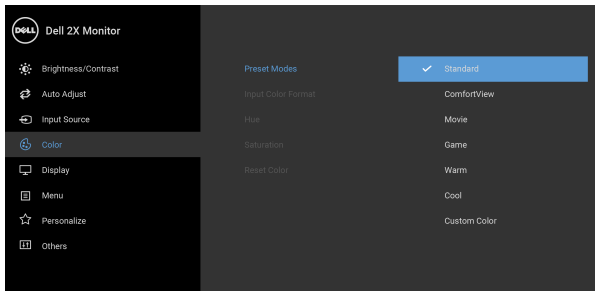 DELL Dell 2X Monitor
Brightness/Contrast
Auto Adjust
Input Source
Color
Display
Menu
Personalize
Others
Preset Modes
Input Color Format
Hue
Saturation
Reset Color
Standard
ComfortView
Movie
Game
Warm
Cool
Custom Color